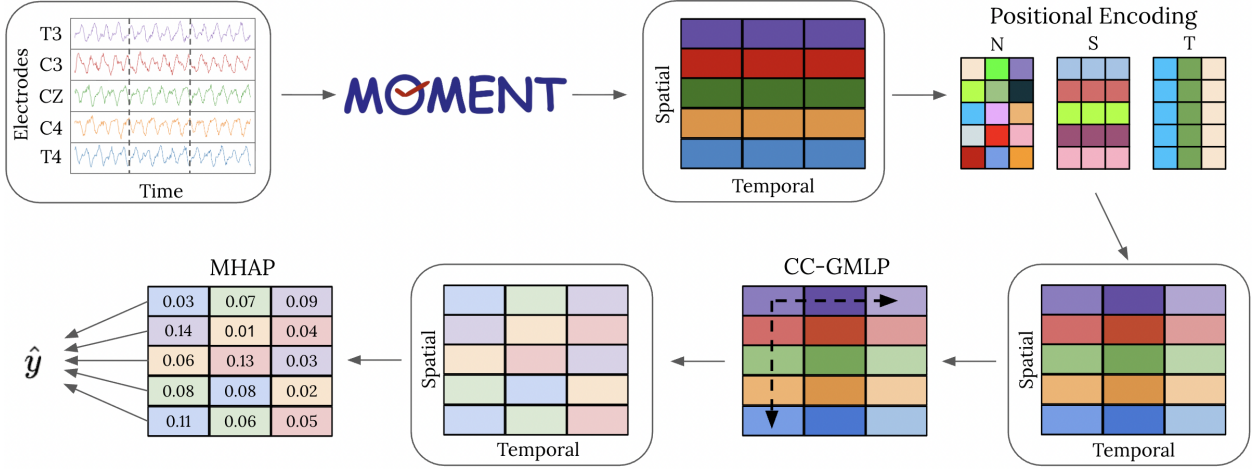 Electrodes
T3
C3
CZ
C4
T4
Time
MOMENT
Spatial
Temporal
Positional Encoding
N S T
MHAP
0.03 0.07 0.09
0.14 0.01 0.04
0.06 0.13 0.03
0.08 0.08 0.02
0.11 0.06 0.05
ŷ
Spatial
Temporal
CC-GMLP
Spatial
Temporal